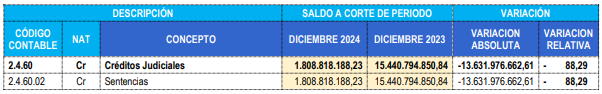 DESCRIPCIÓN SALDO A CORTE DE PERIODO VARIACIÓN
CÓDIGO CONTABLE NAT CONCEPTO DICIEMBRE 2024 DICIEMBRE 2023 VARIACION ABSOLUTA VARIACION RELATIVA
2.4.60 Cr Créditos Judiciales 1.808.818.188,23 15.440.794.850,84 -13.631.976.662,61 - 88,29
2.4.60.02 Cr Sentencias 1.808.818.188,23 15.440.794.850,84 -13.631.976.662,61 - 88,29